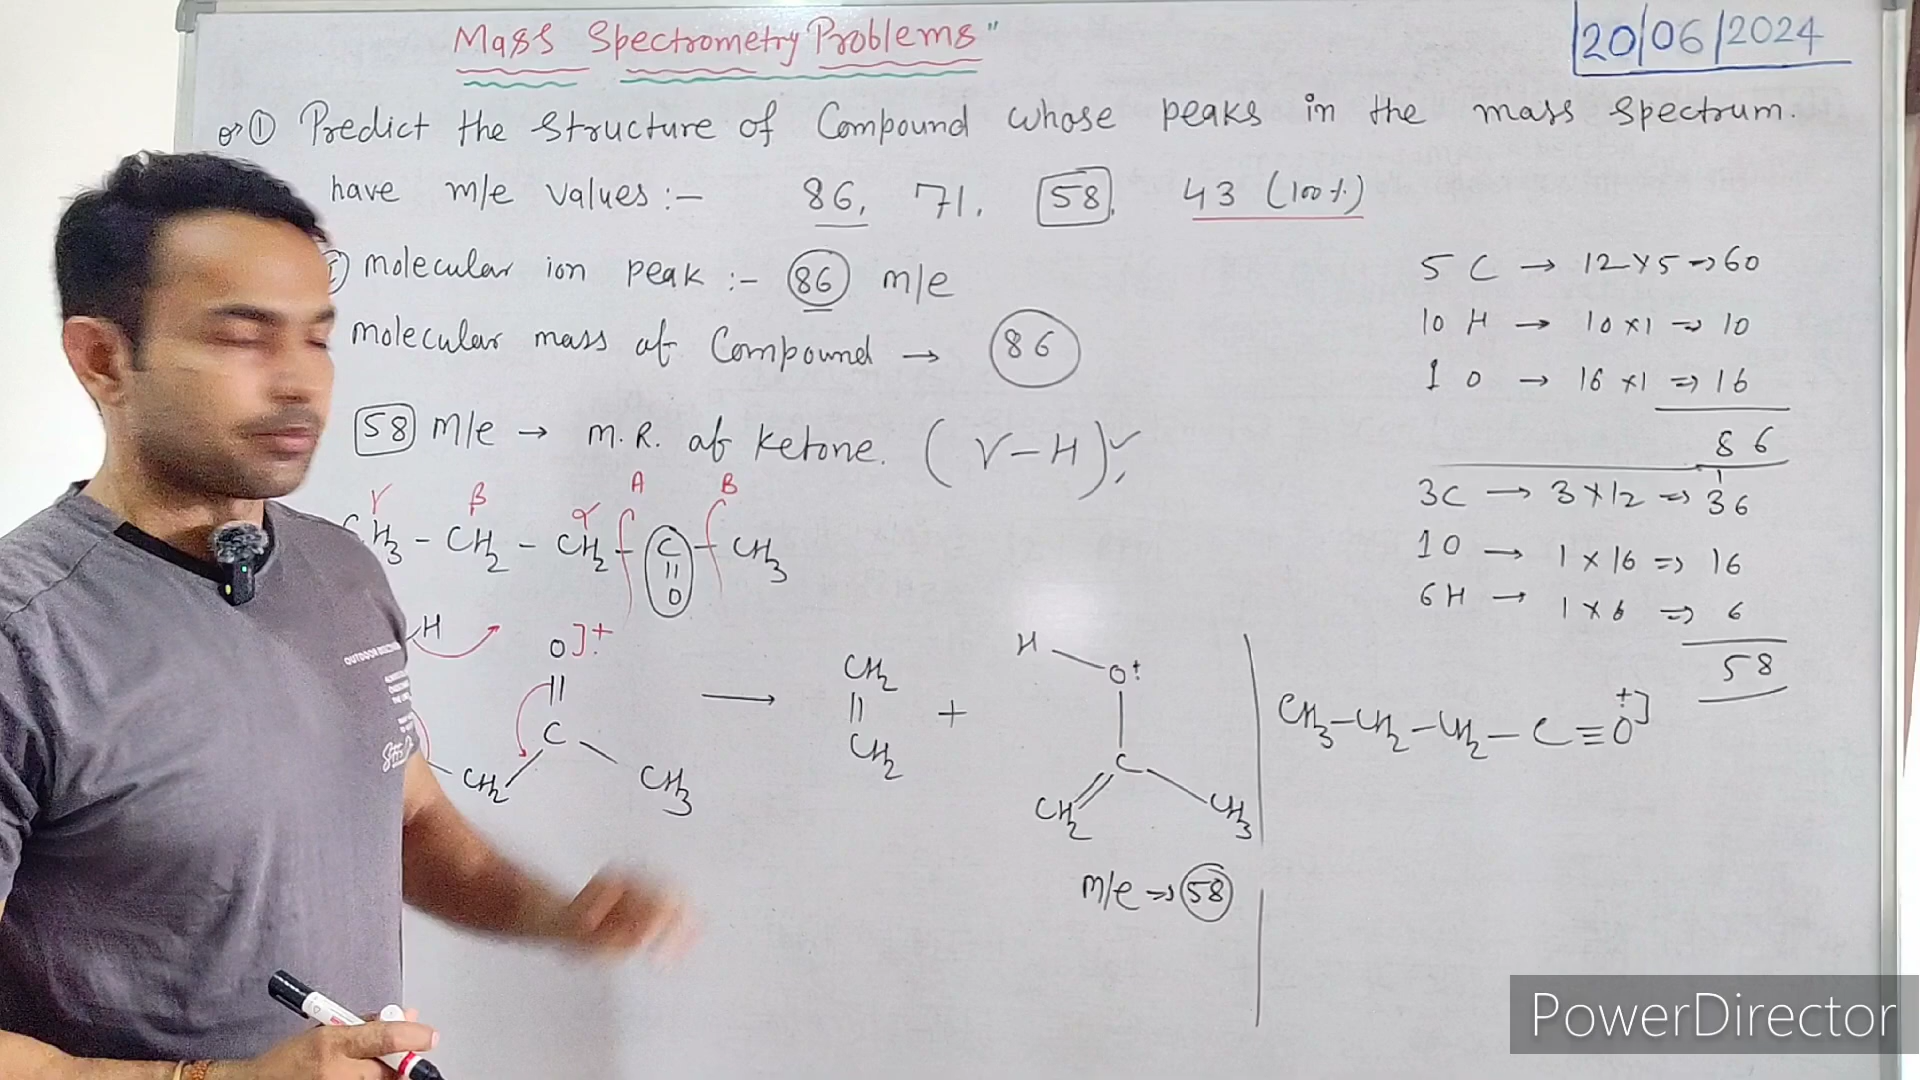 Mass Spectrometry Problems"
20/06/2024
① Predict the structure of Compound whose peaks in the mass spectrum.
have m/e values :- 86, 71, 58, 43 (100%)
molecular ion peak :- 86 m/e
molecular mass of Compound → 86
58 m/e → M.R. of Ketone. (γ-H)✓
γ β α A B
CH3 - CH2 - CH2 - C - CH3
||
O
5 C → 12×5 => 60
10 H → 10×1 => 10
1 O → 16×1 => 16
86
3C → 3×12 => 36
1O → 1×16 => 16
6H → 1×6 => 6
58
H
O]+.
||
C
CH2
CH3
→
CH2
||
CH2
+
H
O+.
C
CH2
CH3
m/e => 58
CH3-CH2-CH2-C≡O+]
OUTDOOR
PowerDirector